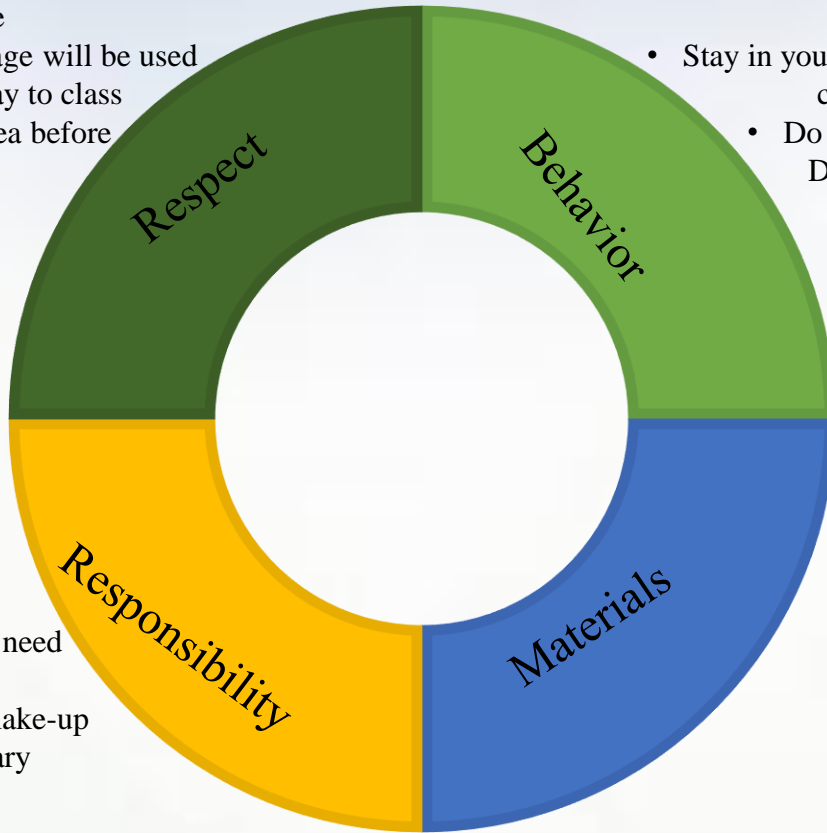 age will be used
ay to class
ea before
Respect
• Stay in you
• Do
Behavior
Responsibility
need
ake-up
ary
Materials